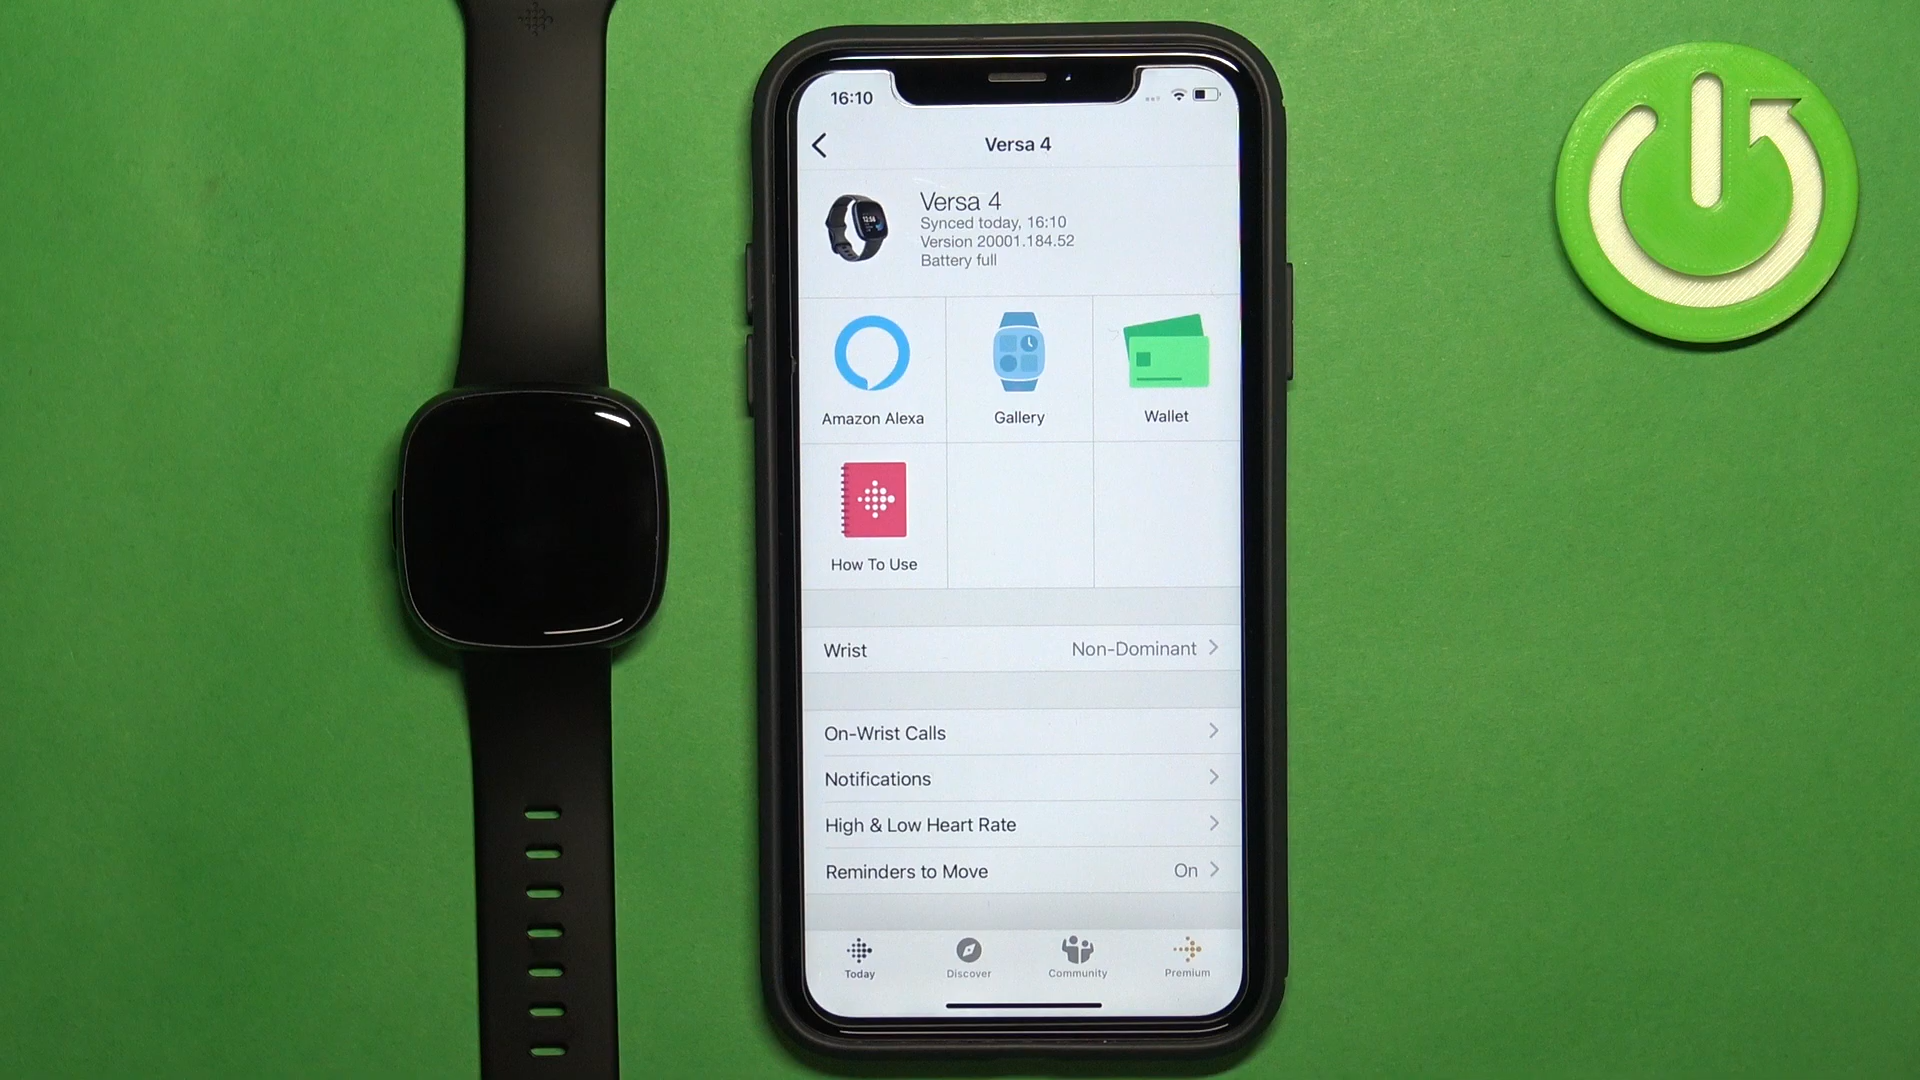 16:10
Versa 4
Versa 4
Synced today, 16:10
Version 20001.184.52
Battery full
Amazon Alexa
Gallery
Wallet
How To Use
Wrist
Non-Dominant
On-Wrist Calls
Notifications
High & Low Heart Rate
Reminders to Move
On
Today
Discover
Community
Premium